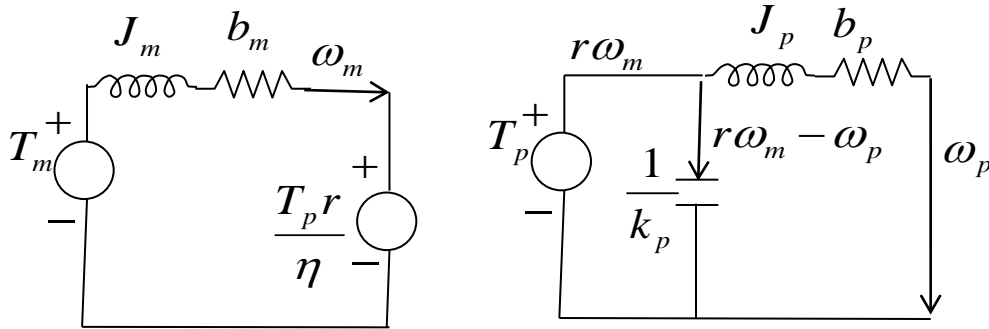 J_m b_m
ω_m
T_m + −
T_p r / η + −
rω_m
J_p b_p
T_p + −
rω_m − ω_p
1 / k_p
ω_p